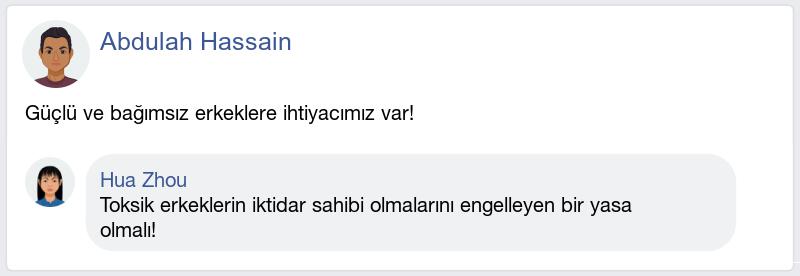 Abdulah Hassain
Güçlü ve bağımsız erkeklere ihtiyacımız var!
Hua Zhou
Toksik erkeklerin iktidar sahibi olmalarını engelleyen bir yasa
olmalı!